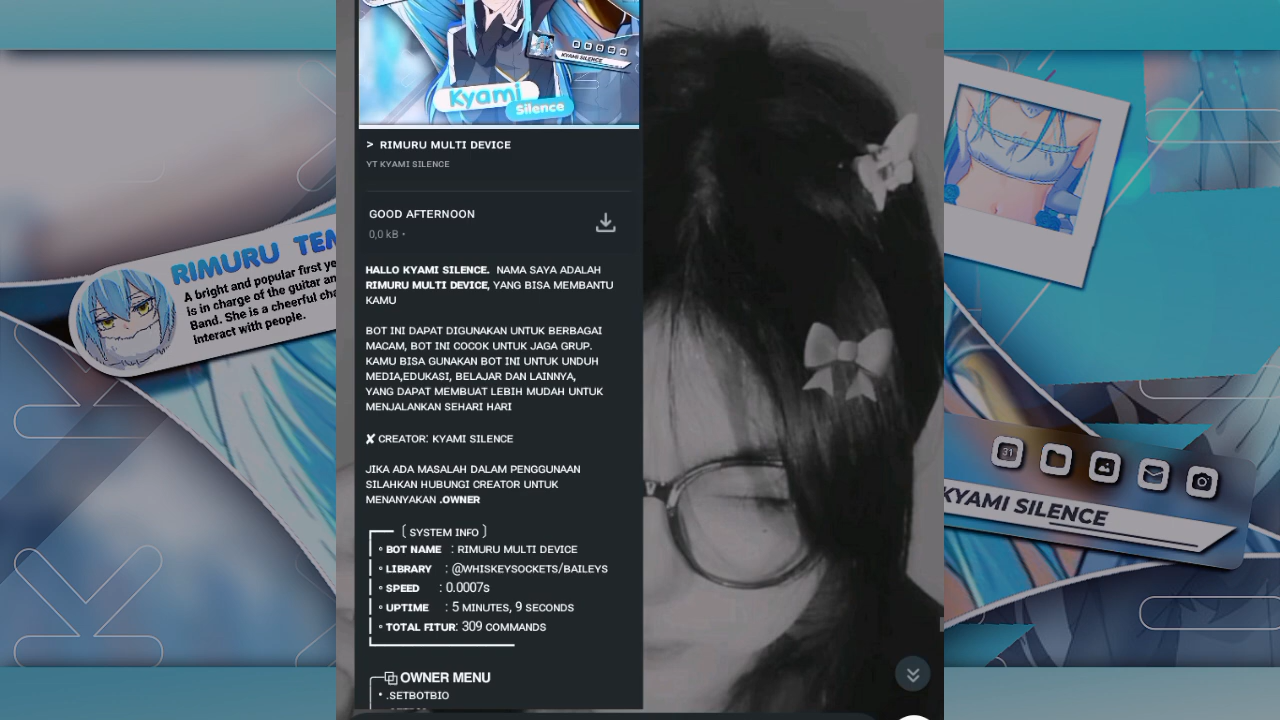 KYAMI SILENCE
Kyami
Silence
> RIMURU MULTI DEVICE
YT KYAMI SILENCE
GOOD AFTERNOON
0,0 kB •
HALLO KYAMI SILENCE. NAMA SAYA ADALAH
RIMURU MULTI DEVICE, YANG BISA MEMBANTU
KAMU
BOT INI DAPAT DIGUNAKAN UNTUK BERBAGAI
MACAM, BOT INI COCOK UNTUK JAGA GRUP.
KAMU BISA GUNAKAN BOT INI UNTUK UNDUH
MEDIA,EDUKASI, BELAJAR DAN LAINNYA,
YANG DAPAT MEMBUAT LEBIH MUDAH UNTUK
MENJALANKAN SEHARI HARI
✘ CREATOR: KYAMI SILENCE
JIKA ADA MASALAH DALAM PENGGUNAAN
SILAHKAN HUBUNGI CREATOR UNTUK
MENANYAKAN .OWNER
〔 SYSTEM INFO 〕
◦ BOT NAME : RIMURU MULTI DEVICE
◦ LIBRARY : @WHISKEYSOCKETS/BAILEYS
◦ SPEED : 0.0007s
◦ UPTIME : 5 MINUTES, 9 SECONDS
◦ TOTAL FITUR: 309 COMMANDS
OWNER MENU
• .SETBOTBIO
RIMURU TEM
A bright and popular first ye
is in charge of the guitar an
Band. She is a cheerful cha
interact with people.
31
KYAMI SILENCE